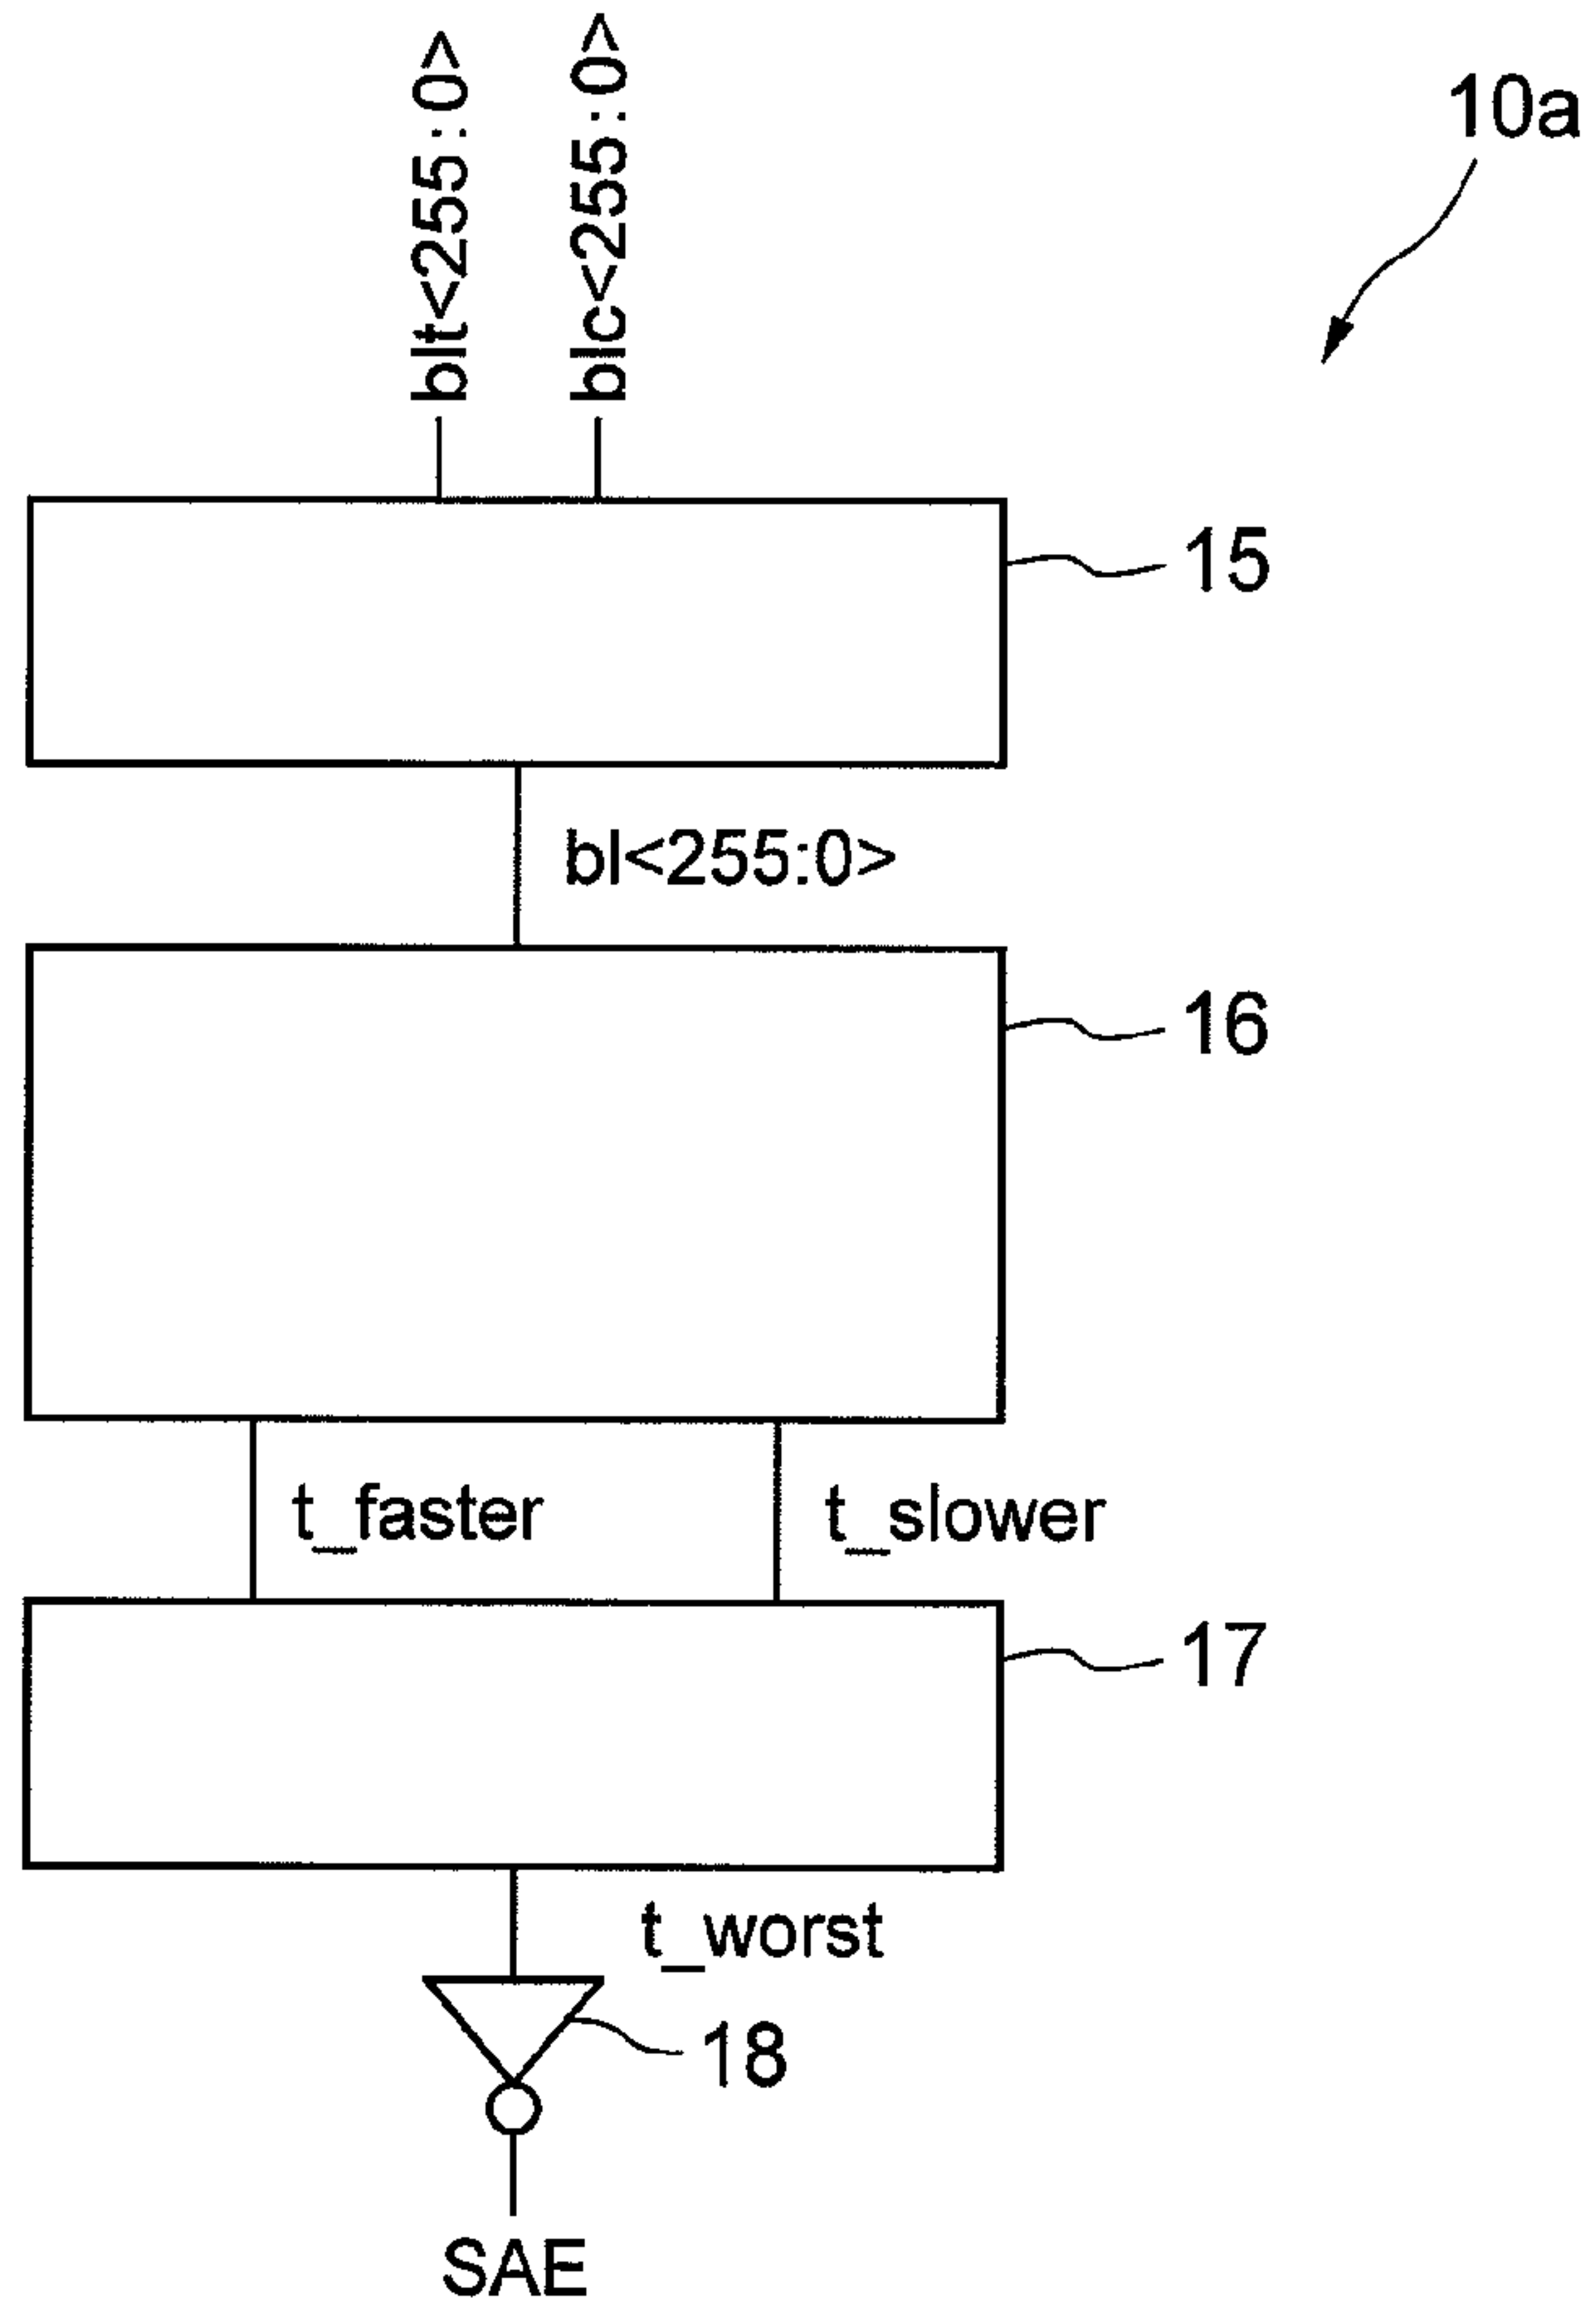 blt<255:0>
blc<255:0>
10a
15
bl<255:0>
16
t_faster
t_slower
17
t_worst
18
SAE